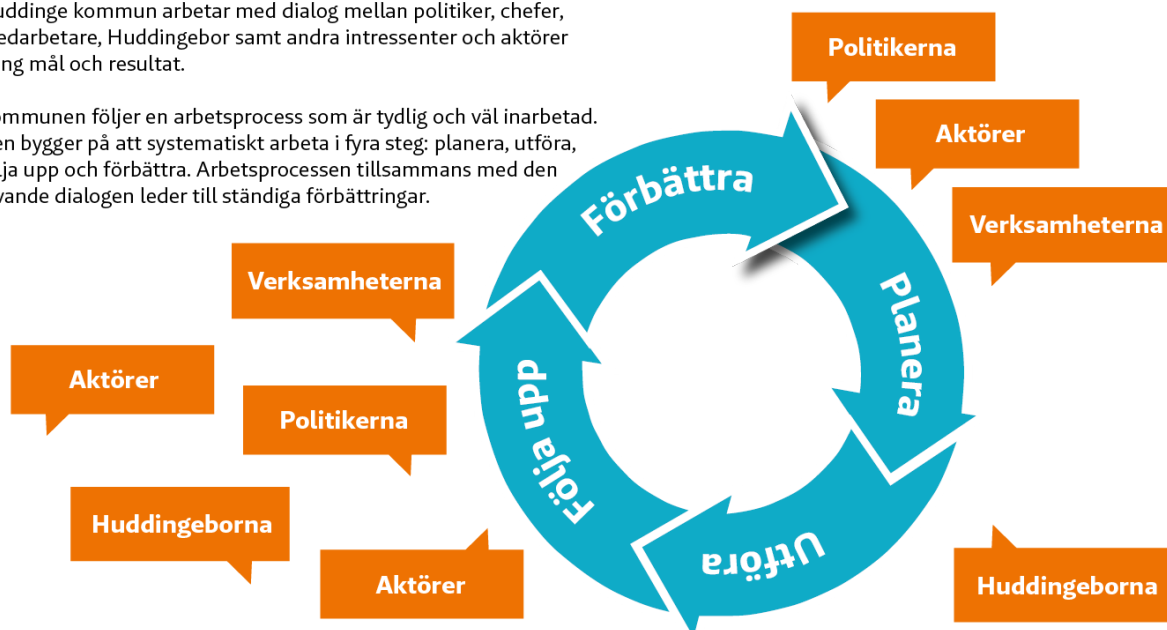 uddinge kommun arbetar med dialog mellan politiker, chefer,
edarbetare, Huddingebor samt andra intressenter och aktörer
ng mål och resultat.
ommunen följer en arbetsprocess som är tydlig och väl inarbetad.
en bygger på att systematiskt arbeta i fyra steg: planera, utföra,
lja upp och förbättra. Arbetsprocessen tillsammans med den
vande dialogen leder till ständiga förbättringar.
Politikerna
Aktörer
Verksamheterna
Förbättra
Planera
Utföra
Följa upp
Verksamheterna
Aktörer
Politikerna
Huddingeborna
Aktörer
Huddingeborna